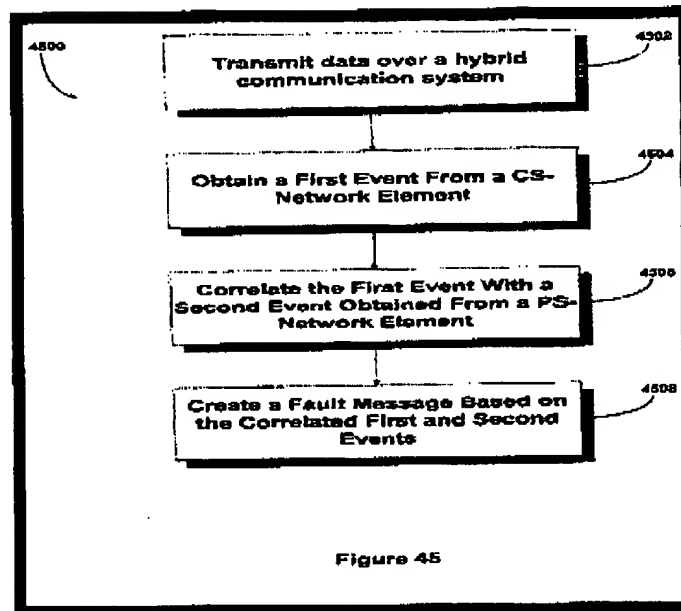 4500
4502
Transmit data over a hybrid
communication system
4504
Obtain a First Event From a CS-
Network Element
4506
Correlate the First Event With a
Second Event Obtained From a PS-
Network Element
4508
Create a Fault Message Based on
the Correlated First and Second
Events
Figure 45